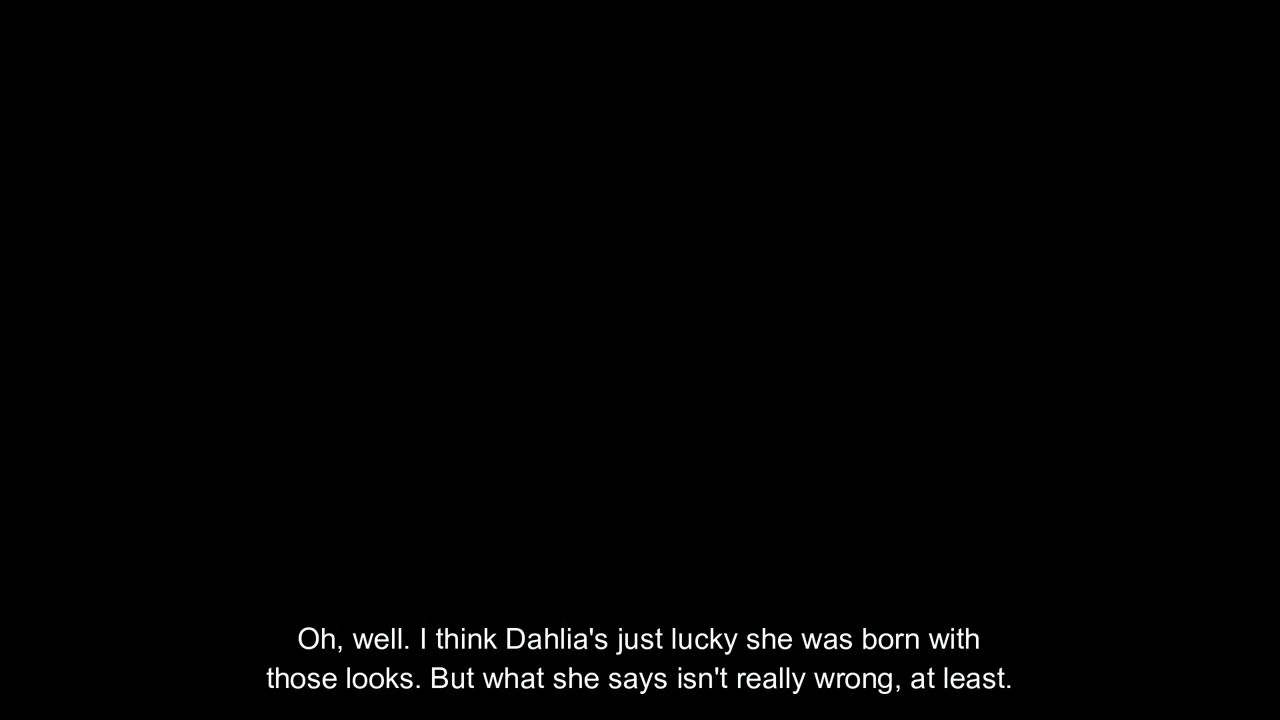 Oh, well. I think Dahlia's just lucky she was born with
those looks. But what she says isn't really wrong, at least.